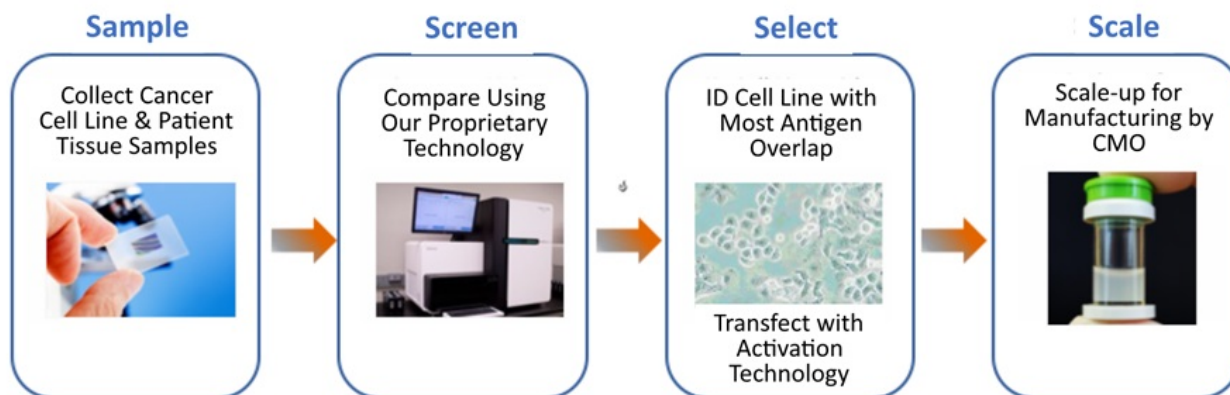 Sample
Collect Cancer
Cell Line & Patient
Tissue Samples
Screen
Compare Using
Our Proprietary
Technology
Select
ID Cell Line with
Most Antigen
Overlap
Transfect with
Activation
Technology
Scale
Scale-up for
Manufacturing by
CMO